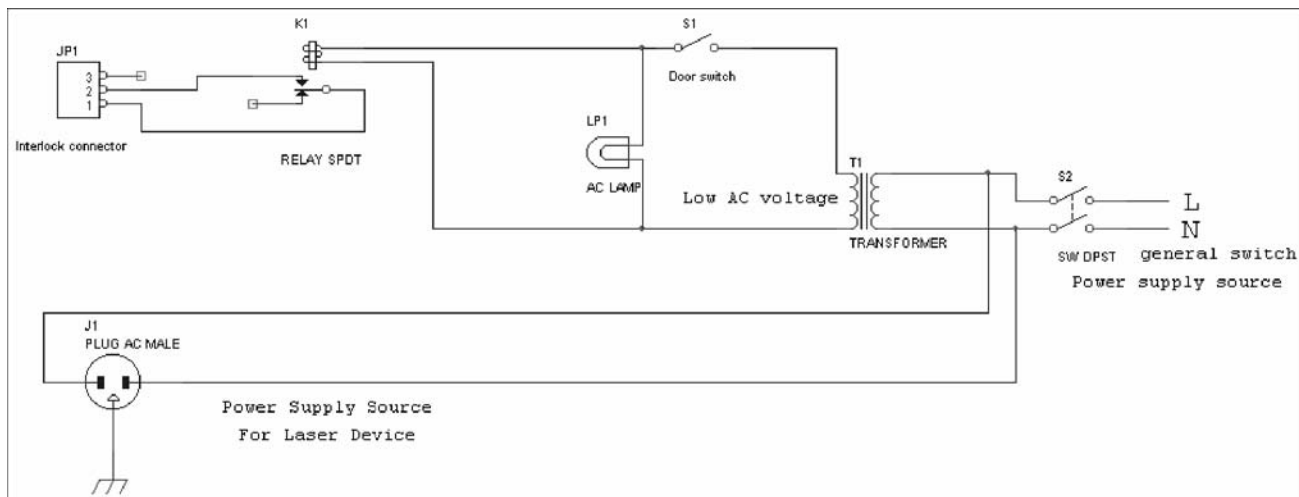 K1
S1
JP1
3
2
1
Door switch
Interlock connector
RELAY SPDT
LP1
AC LAMP
Low AC voltage
T1
TRANSFORMER
S2
L
N
SW DPST
general switch
Power supply source
J1
PLUG AC MALE
Power Supply Source
For Laser Device